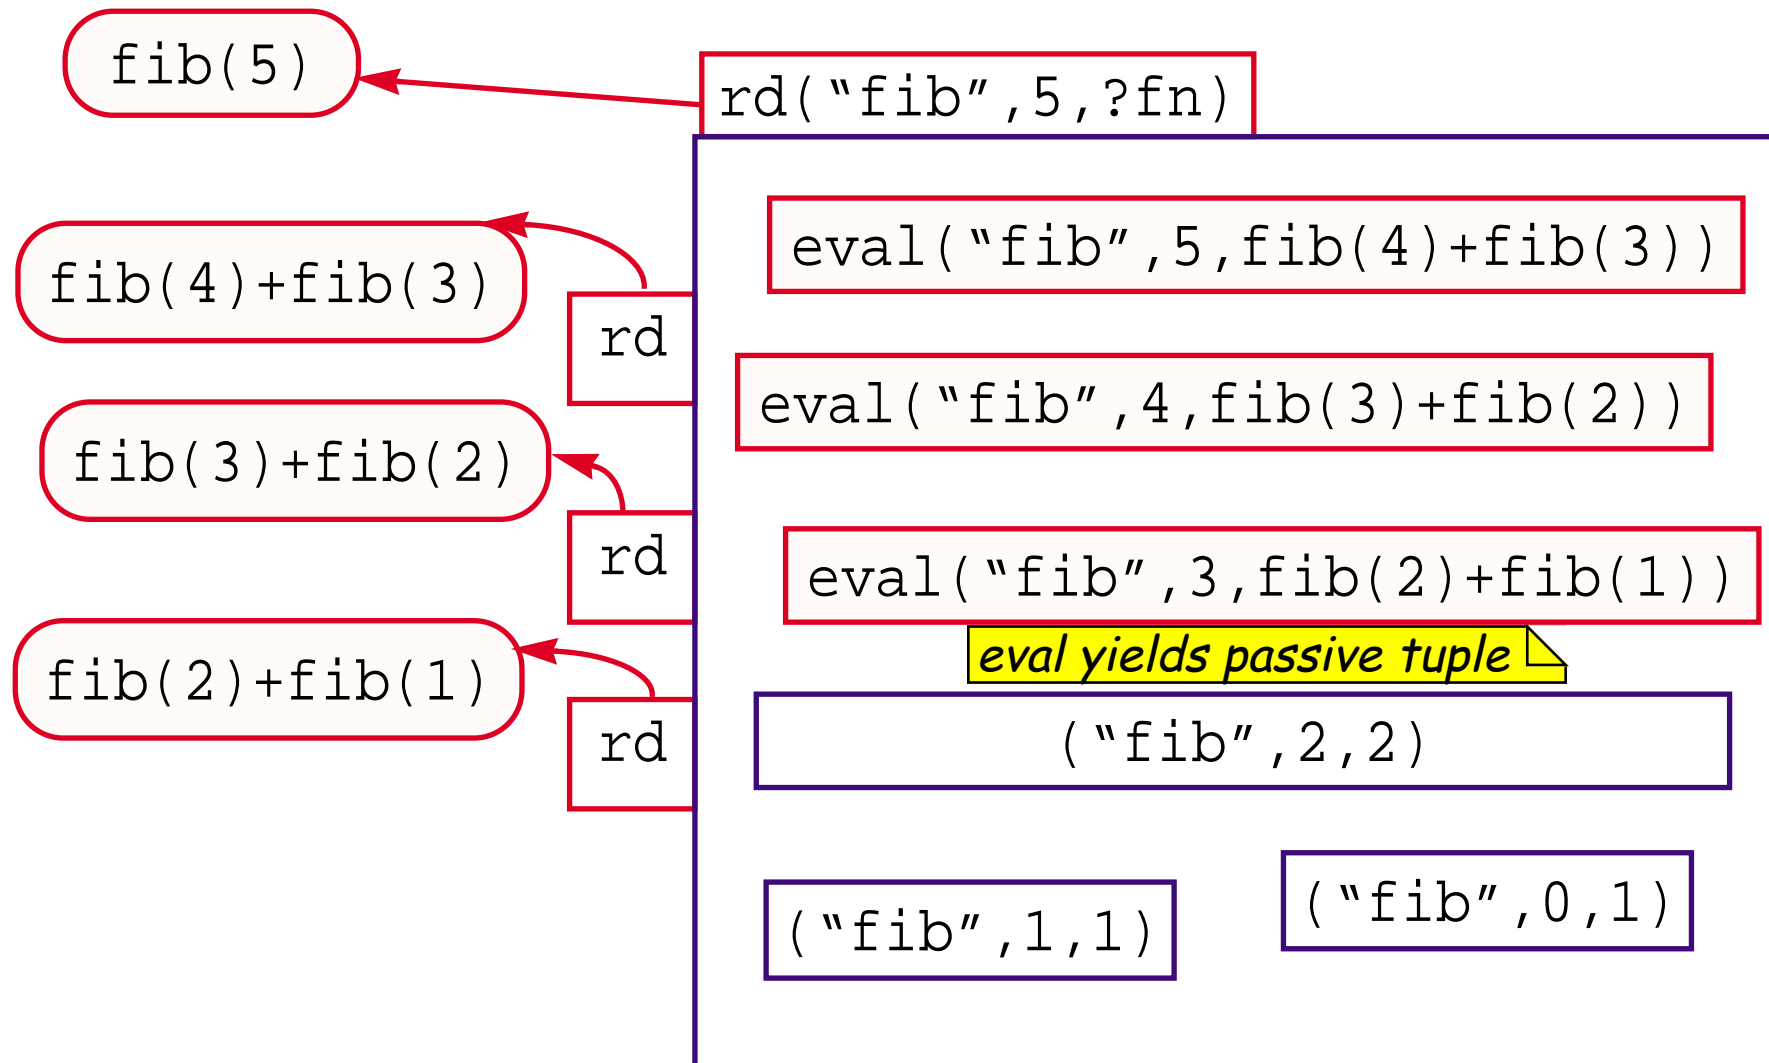 fib(5)
rd(“fib”,5,?fn)
eval(“fib”,5,fib(4)+fib(3))
fib(4)+fib(3)
rd
eval(“fib”,4,fib(3)+fib(2))
fib(3)+fib(2)
rd
eval(“fib”,3,fib(2)+fib(1))
eval yields passive tuple
fib(2)+fib(1)
rd
(“fib”,2,2)
(“fib”,1,1)
(“fib”,0,1)